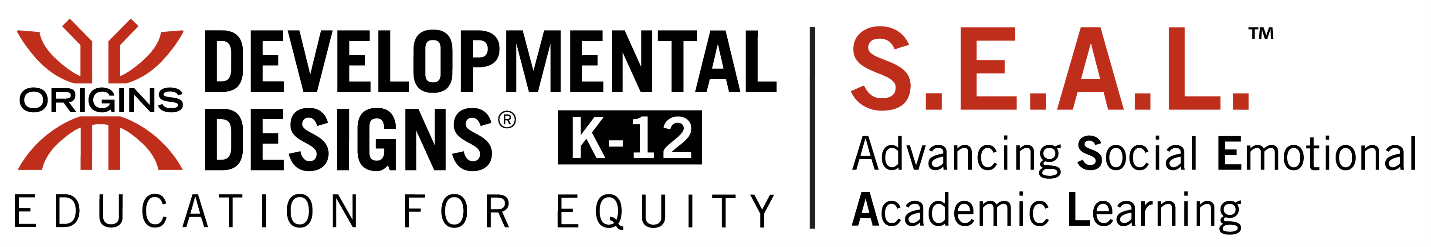 ORIGINS
DEVELOPMENTAL
DESIGNS® K-12
EDUCATION FOR EQUITY
S.E.A.L.™
Advancing Social Emotional
Academic Learning